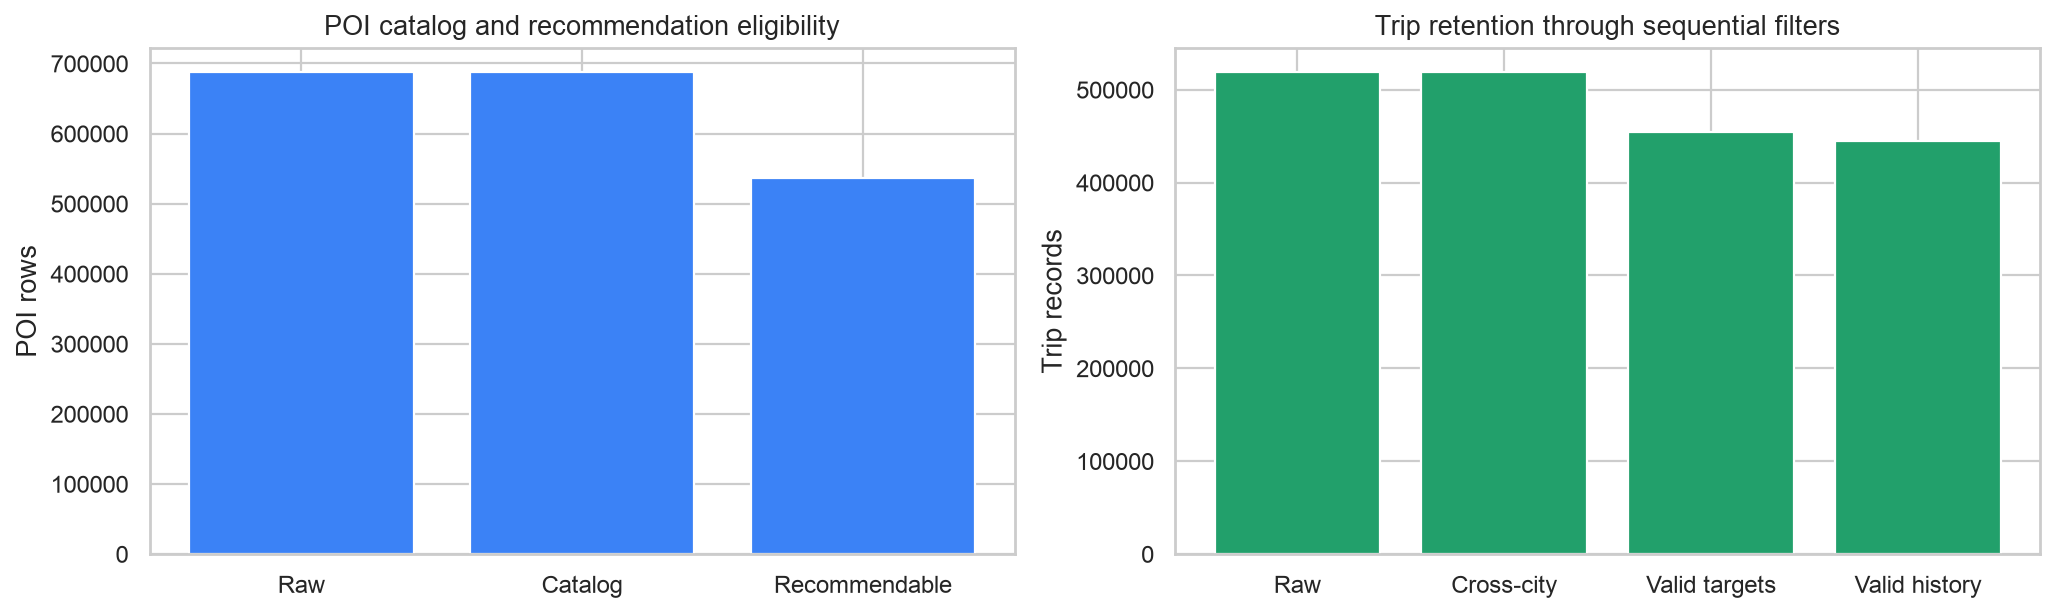 POI catalog and recommendation eligibility
POI rows
700000
600000
500000
400000
300000
200000
100000
0
Raw
Catalog
Recommendable
Trip retention through sequential filters
Trip records
500000
400000
300000
200000
100000
0
Raw
Cross-city
Valid targets
Valid history